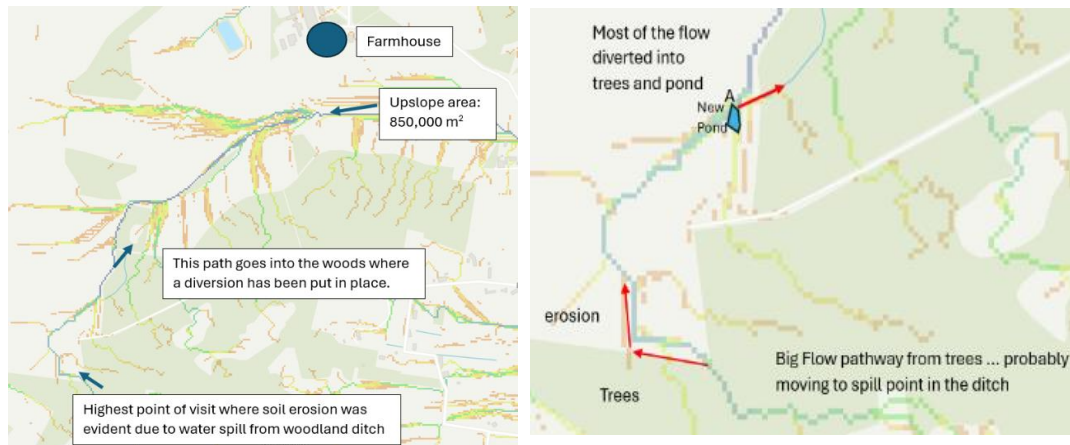 Farmhouse
Upslope area:
850,000 m²
This path goes into the woods where
a diversion has been put in place.
Highest point of visit where soil erosion was
evident due to water spill from woodland ditch
Most of the flow
diverted into
trees and pond
A
New
Pond
erosion
Big Flow pathway from trees ... probably
moving to spill point in the ditch
Trees